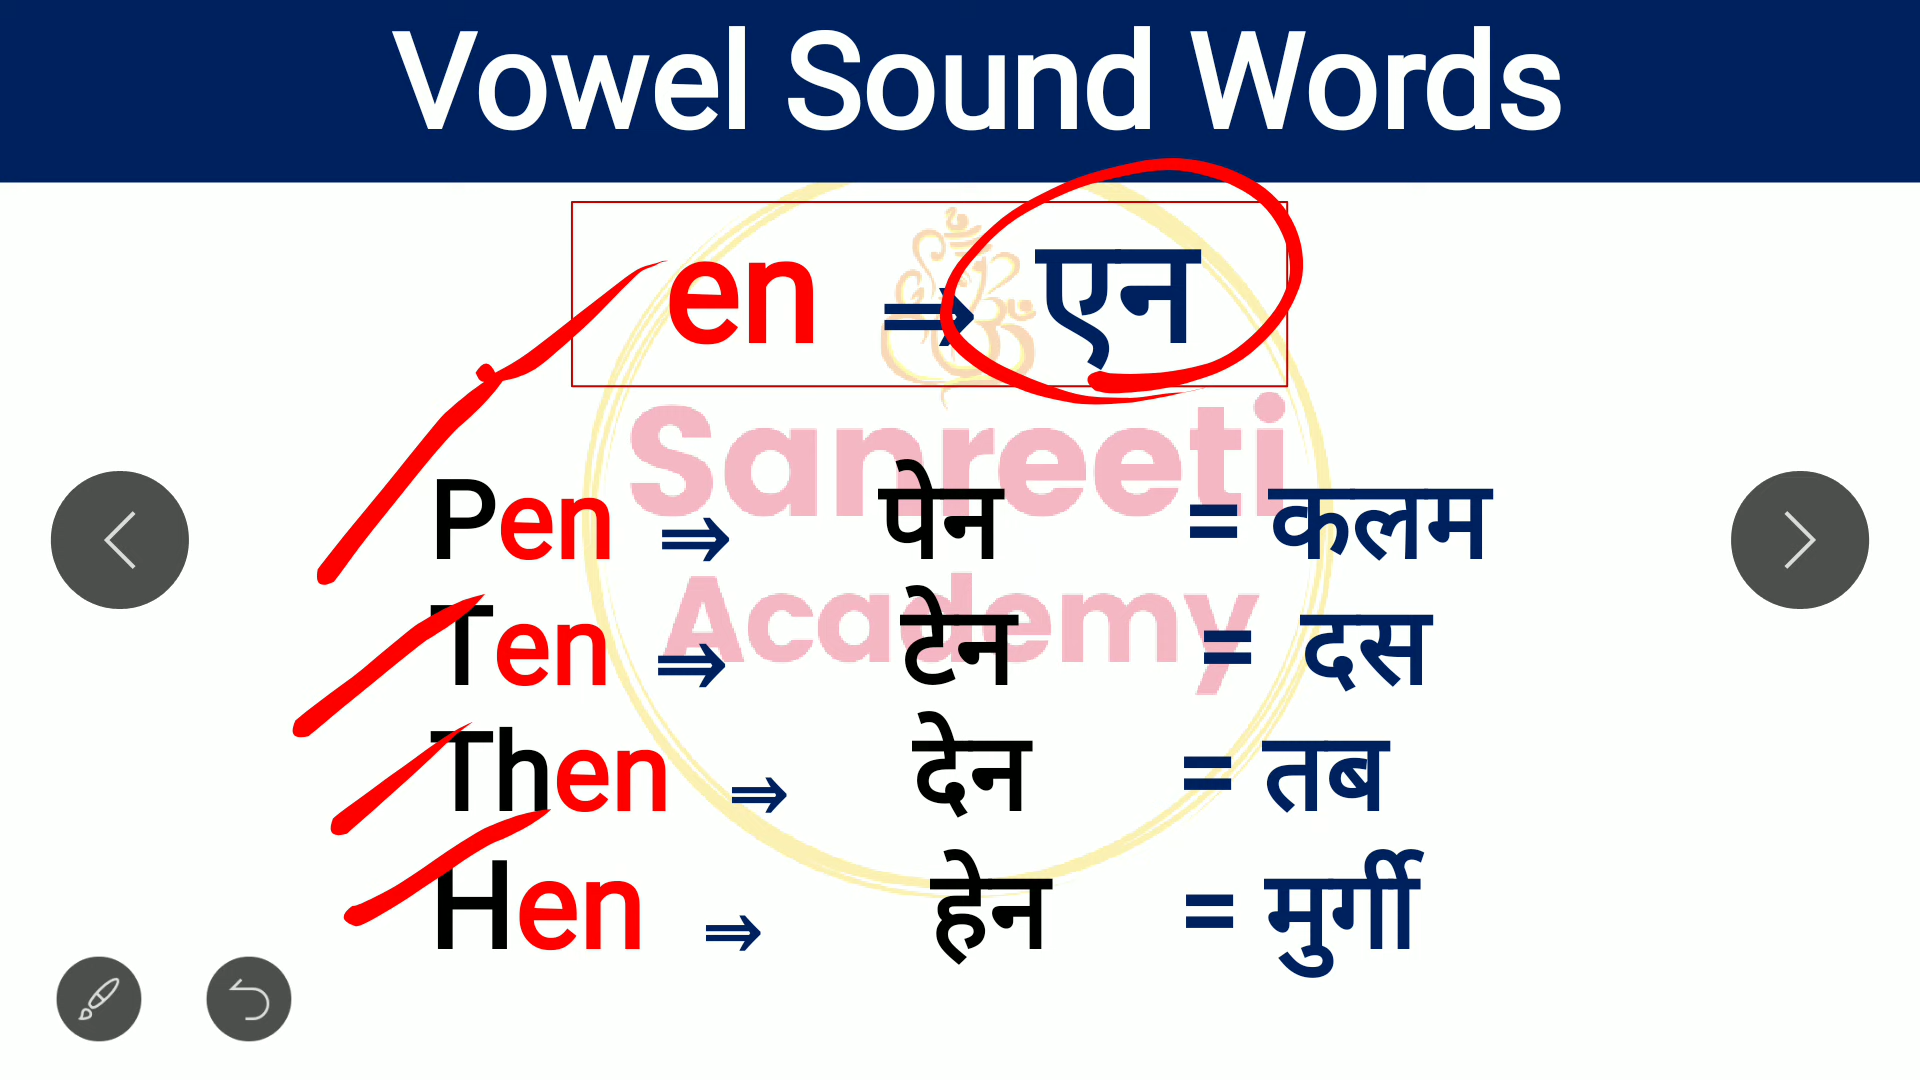 Vowel Sound Words
en ⇒ एन
Sanreeti
Academy
Pen ⇒ पेन = कलम
Ten ⇒ टेन = दस
Then ⇒ देन = तब
Hen ⇒ हेन = मुर्गी